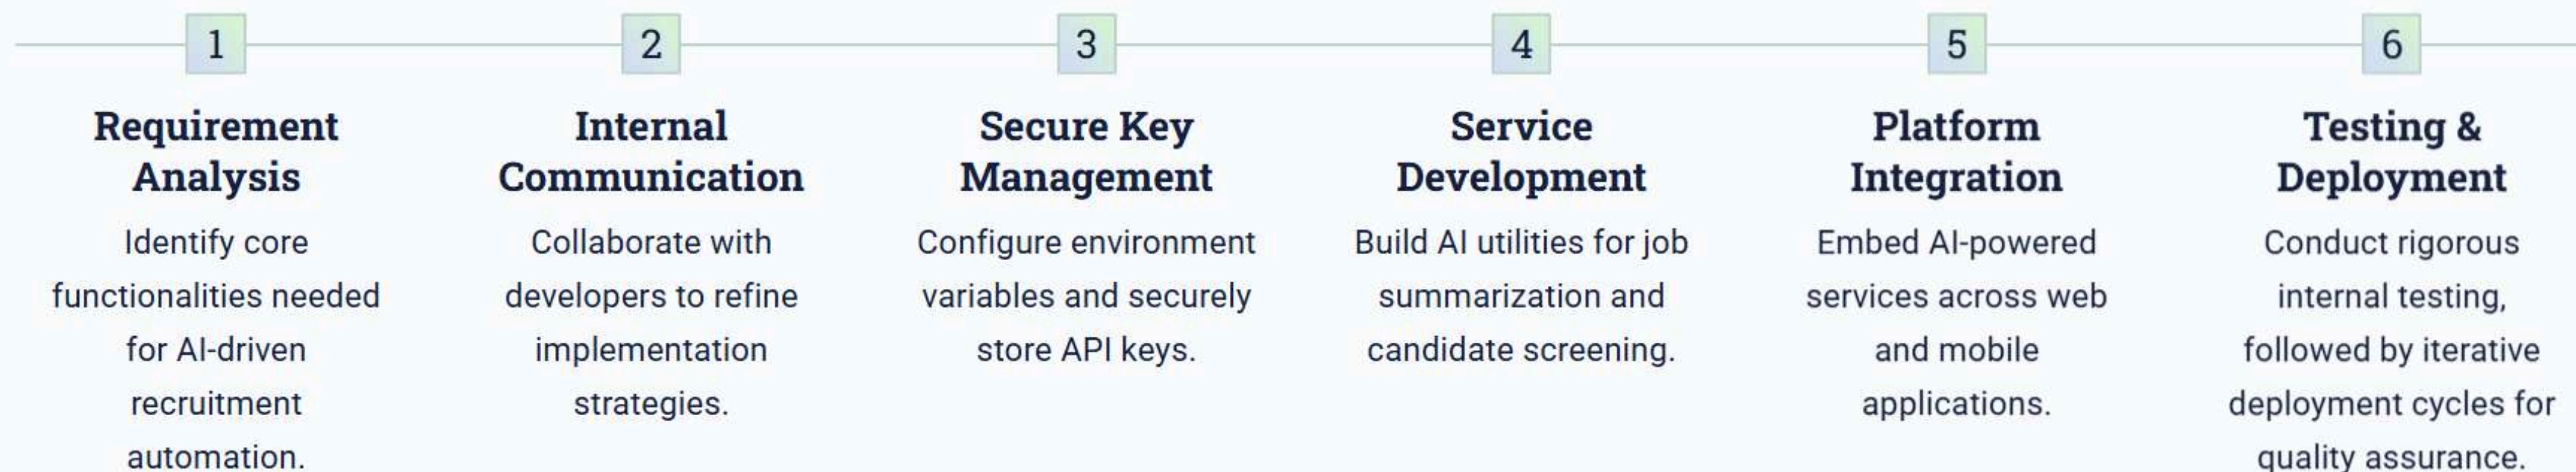 1
Requirement
Analysis
Identify core
functionalities needed
for AI-driven
recruitment
automation.
2
Internal
Communication
Collaborate with
developers to refine
implementation
strategies.
3
Secure Key
Management
Configure environment
variables and securely
store API keys.
4
Service
Development
Build AI utilities for job
summarization and
candidate screening.
5
Platform
Integration
Embed AI-powered
services across web
and mobile
applications.
6
Testing &
Deployment
Conduct rigorous
internal testing,
followed by iterative
deployment cycles for
quality assurance.